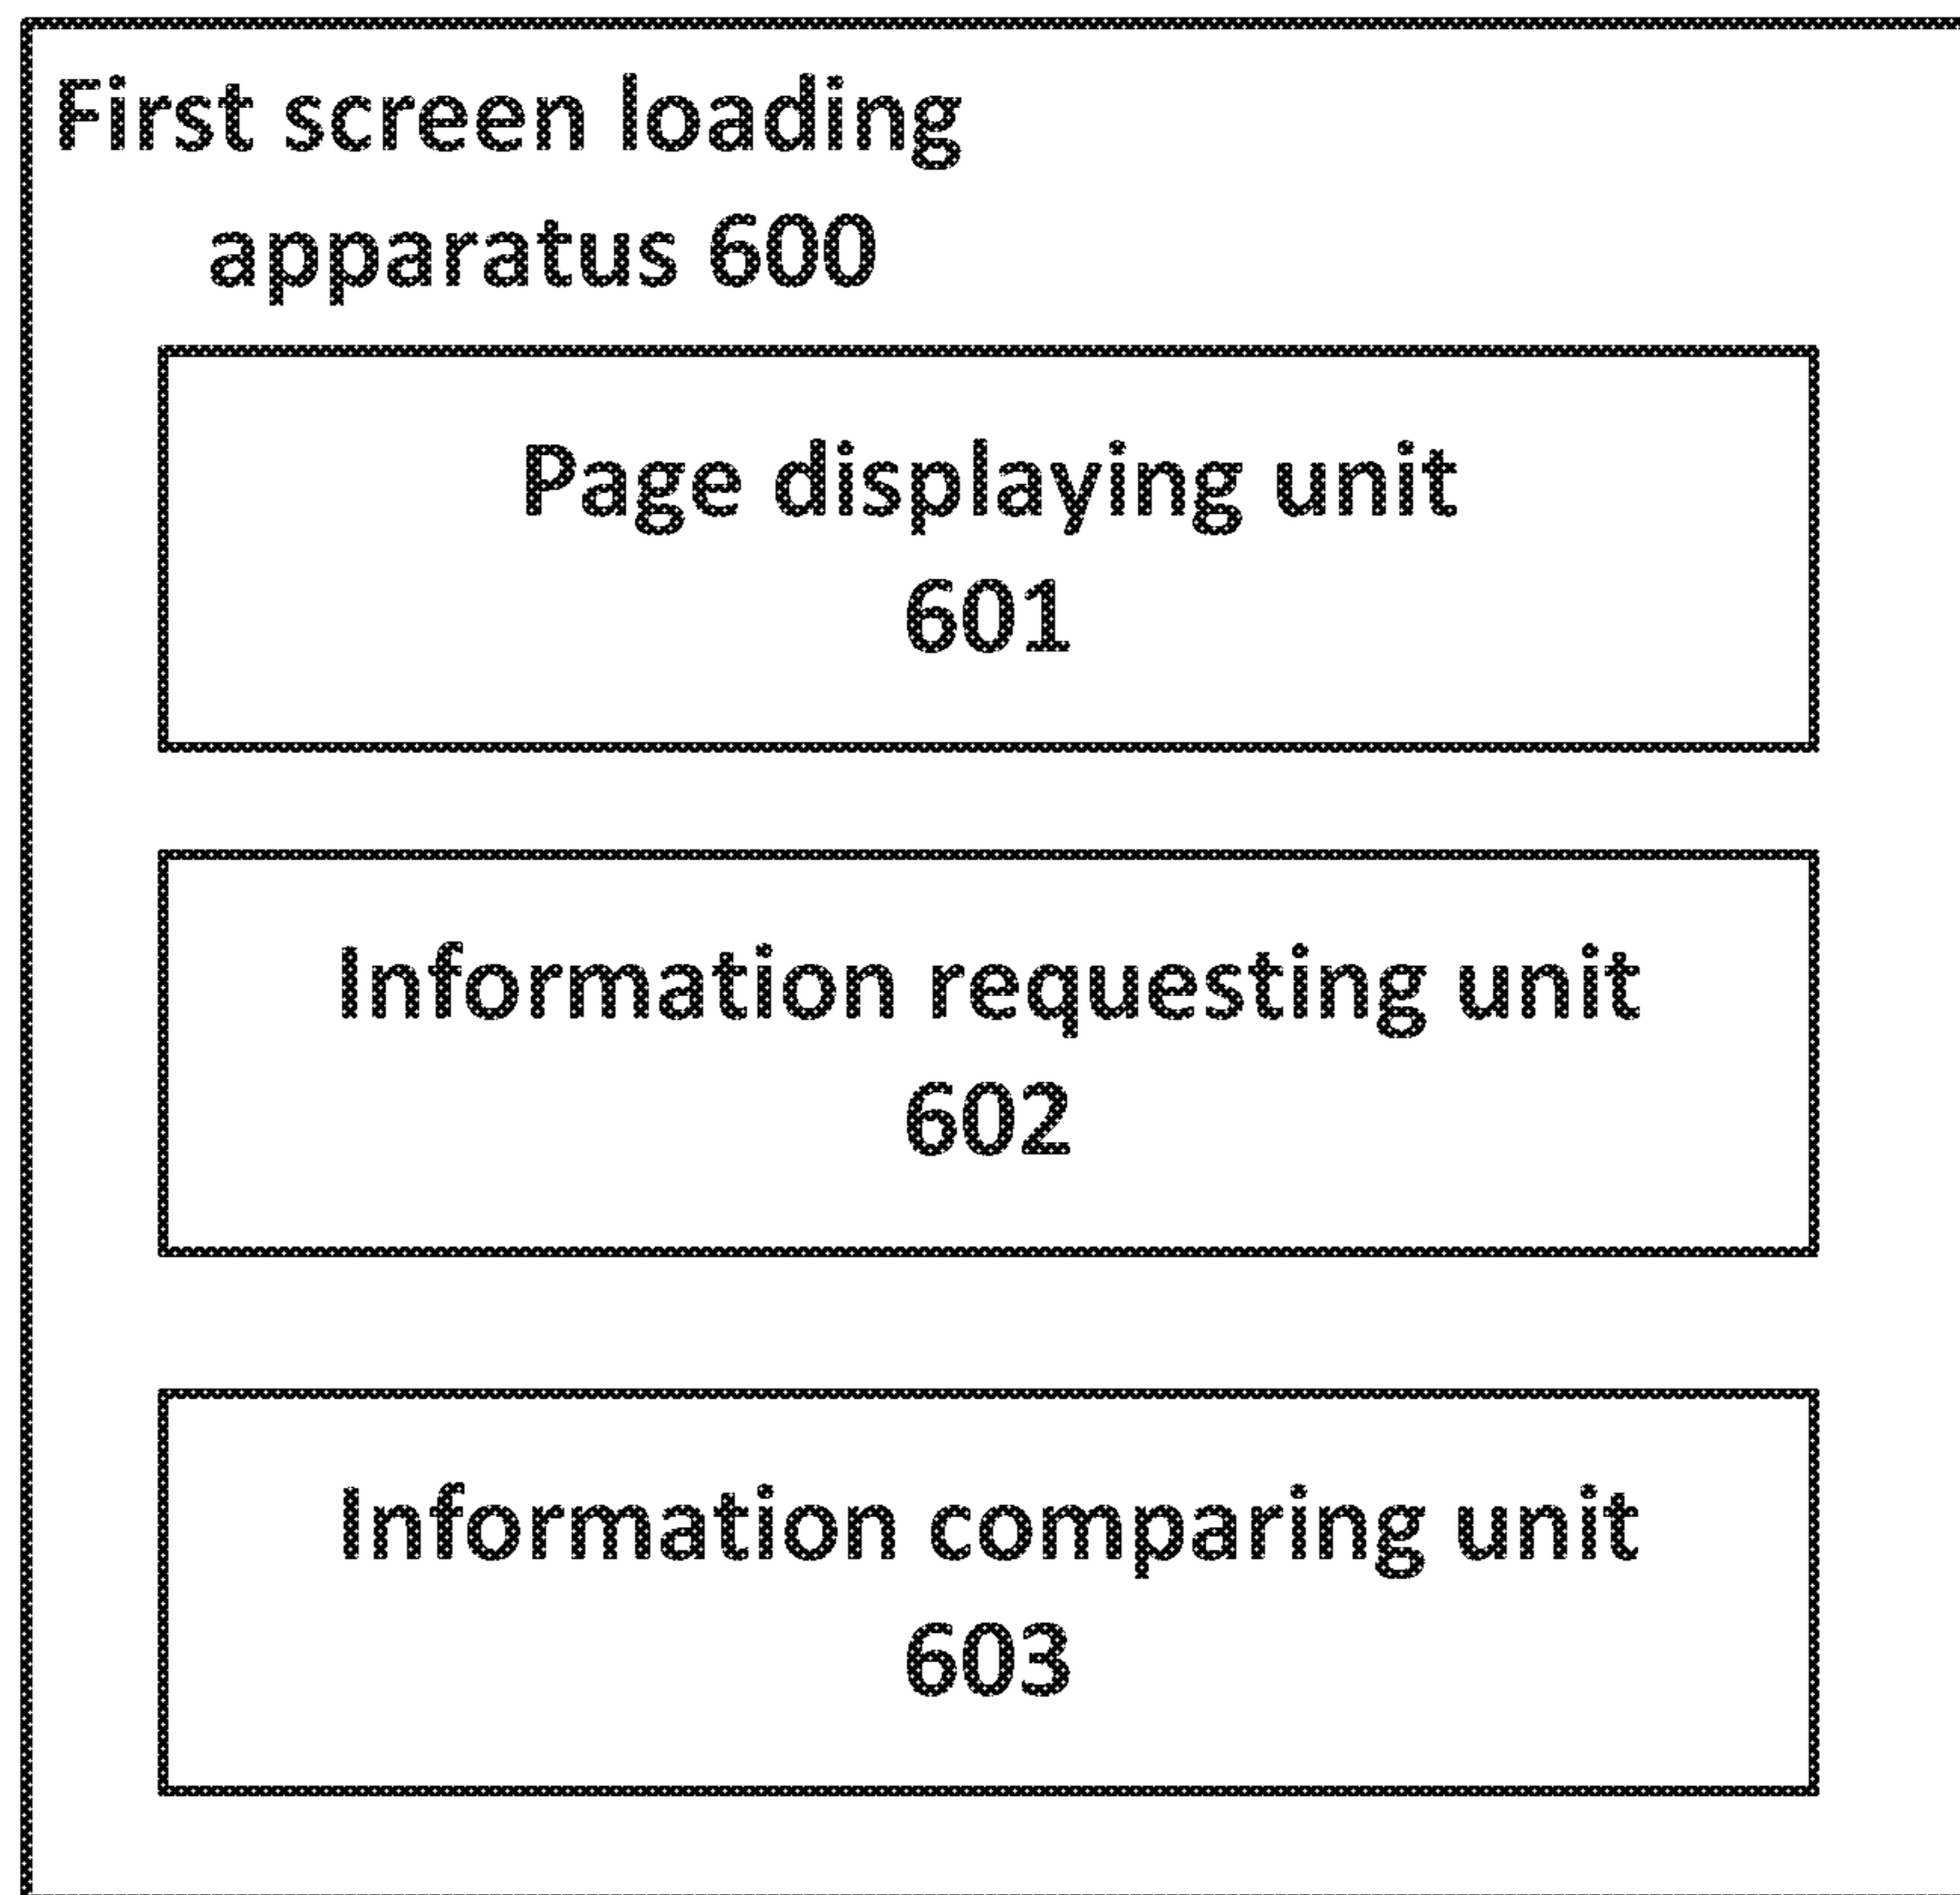 First screen loading
apparatus 600
Page displaying unit
601
Information requesting unit
602
Information comparing unit
603